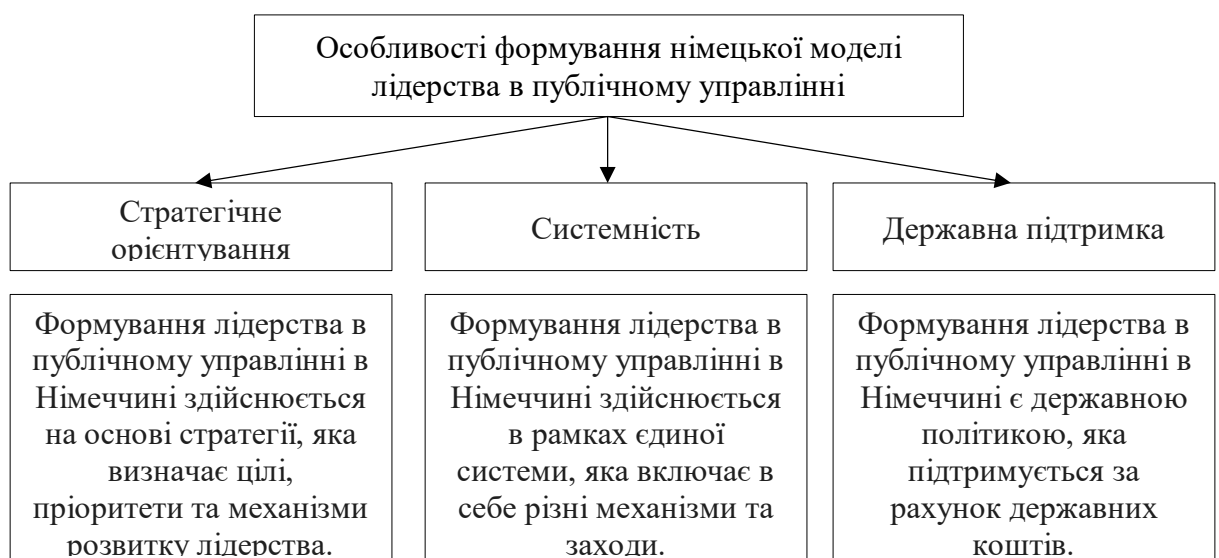 Особливості формування німецької моделі
лідерства в публічному управлінні
Стратегічне
орієнтування
Системність
Державна підтримка
Формування лідерства в
публічному управлінні в
Німеччині здійснюється
на основі стратегії, яка
визначає цілі,
пріоритети та механізми
розвитку лідерства.
Формування лідерства в
публічному управлінні в
Німеччині здійснюється
в рамках єдиної
системи, яка включає в
себе різні механізми та
заходи.
Формування лідерства в
публічному управлінні в
Німеччині є державною
політикою, яка
підтримується за
рахунок державних
коштів.